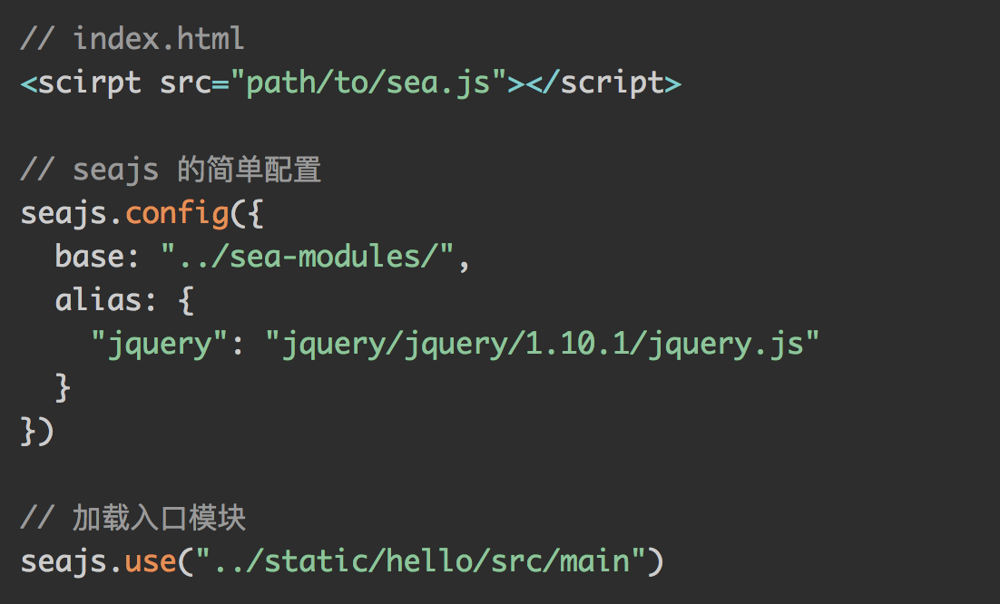 // index.html
<scirpt src="path/to/sea.js"></script>
// seajs 的简单配置
seajs.config({
  base: "../sea-modules/",
  alias: {
    "jquery": "jquery/jquery/1.10.1/jquery.js"
  }
})
// 加载入口模块
seajs.use("../static/hello/src/main")